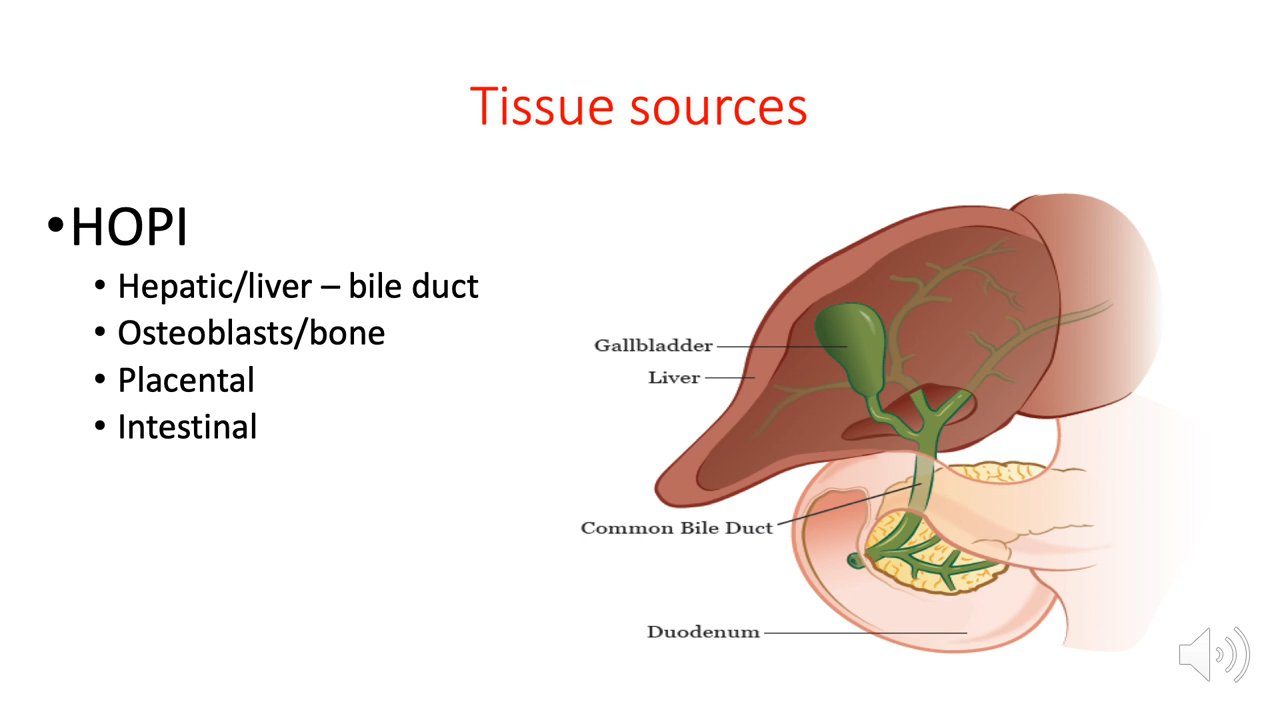 Tissue sources
•HOPI
• Hepatic/liver – bile duct
• Osteoblasts/bone
• Placental
• Intestinal
Gallbladder
Liver
Common Bile Duct
Duodenum